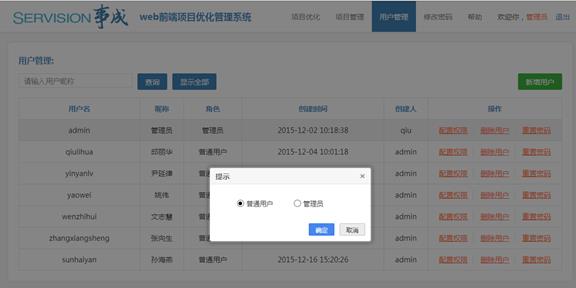 SERVISION 事成 web前端项目优化管理系统 项目优化 项目管理 用户管理 修改密码 帮助 欢迎你，管理员 退出
用户管理:
请输入用户昵称 查询 显示全部 新增用户
用户名 昵称 角色 创建时间 创建人 操作
admin 管理员 管理员 2015-12-02 10:18:38 qiu 配置权限 删除用户 重置密码
qiulihua 邱丽华 普通用户 2015-12-04 10:01:18 admin 配置权限 删除用户 重置密码
yinyanlv 尹延律 admin 配置权限 删除用户 重置密码
提示 ×
yaowei 姚伟 admin 配置权限 删除用户 重置密码
普通用户 管理员
wenzhihui 文志慧 admin 配置权限 删除用户 重置密码
确定 取消
zhangxiangsheng 张向生 admin 配置权限 删除用户 重置密码
sunhaiyan 孙海燕 普通用户 2015-12-16 15:20:26 admin 配置权限 删除用户 重置密码